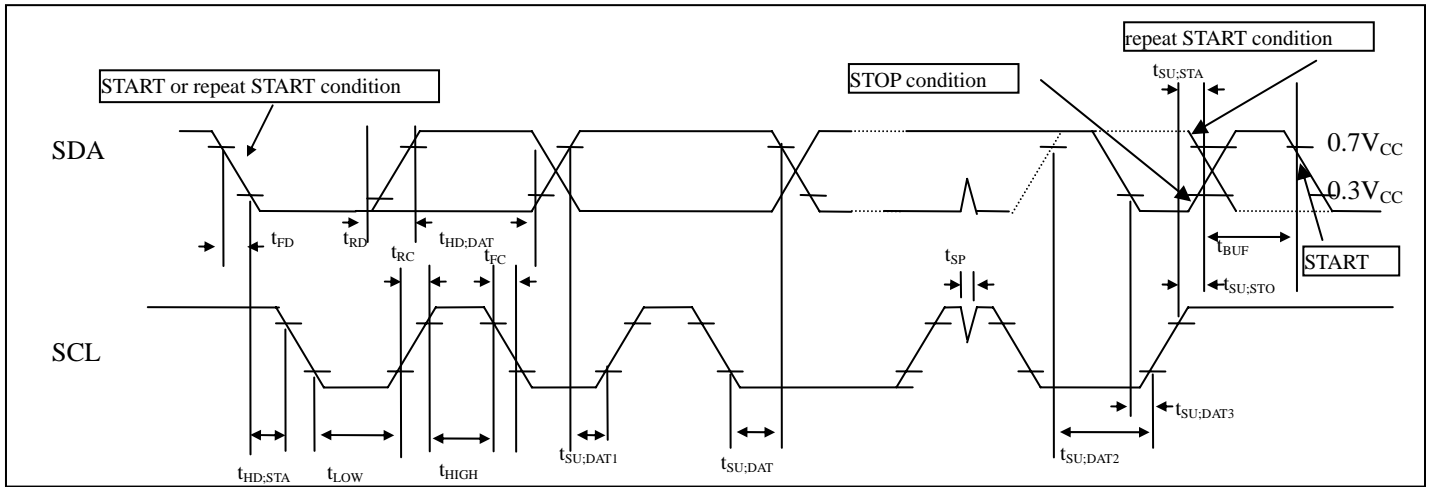 repeat START condition
START or repeat START condition
STOP condition
tSU;STA
SDA
0.7VCC
0.3VCC
tFD
tRD
tHD;DAT
tRC
tFC
tSP
tBUF
START
tSU;STO
SCL
tSU;DAT3
tHD;STA
tLOW
tHIGH
tSU;DAT1
tSU;DAT
tSU;DAT2